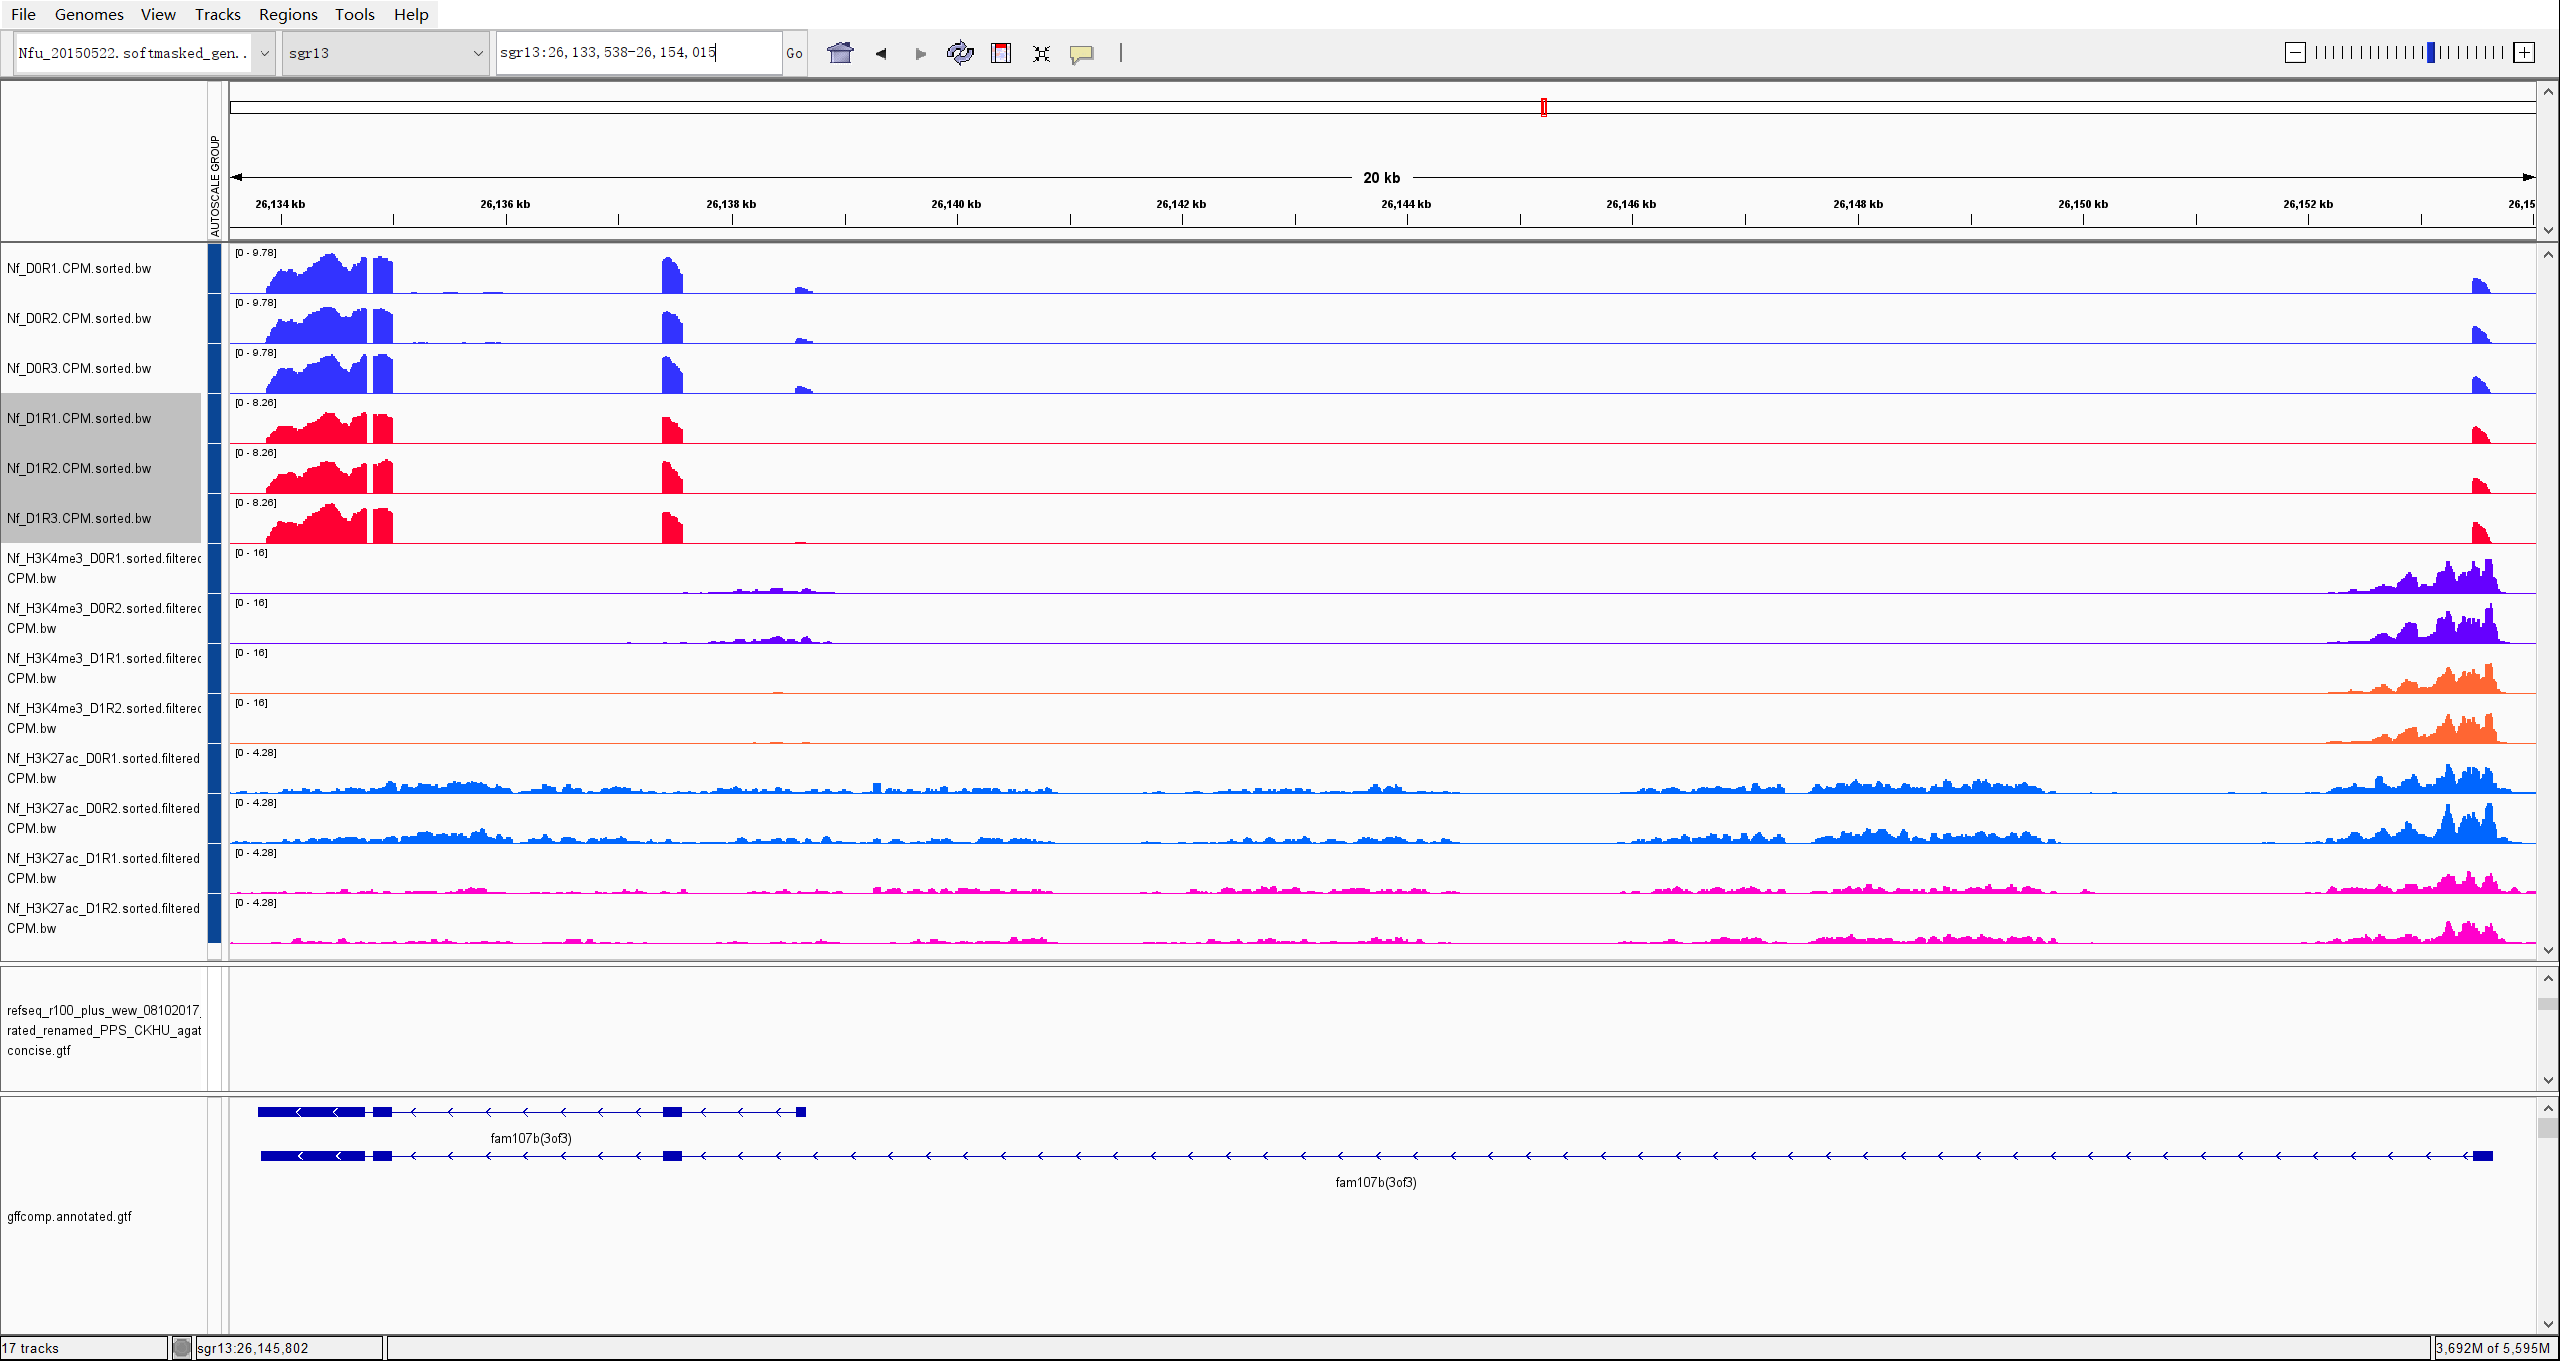 File Genomes View Tracks Regions Tools Help
Nfu_20150522.softmasked_gen.. sgr13 sgr13:26,133,538-26,154,015 Go
AUTOSCALE GROUP
20 kb
26,134 kb 26,136 kb 26,138 kb 26,140 kb 26,142 kb 26,144 kb 26,146 kb 26,148 kb 26,150 kb 26,152 kb 26,15
[0 - 9.78]
Nf_D0R1.CPM.sorted.bw
[0 - 9.78]
Nf_D0R2.CPM.sorted.bw
[0 - 9.78]
Nf_D0R3.CPM.sorted.bw
[0 - 8.26]
Nf_D1R1.CPM.sorted.bw
[0 - 8.26]
Nf_D1R2.CPM.sorted.bw
[0 - 8.26]
Nf_D1R3.CPM.sorted.bw
[0 - 16]
Nf_H3K4me3_D0R1.sorted.filtered
CPM.bw
[0 - 16]
Nf_H3K4me3_D0R2.sorted.filtered
CPM.bw
[0 - 16]
Nf_H3K4me3_D1R1.sorted.filtered
CPM.bw
[0 - 16]
Nf_H3K4me3_D1R2.sorted.filtered
CPM.bw
[0 - 4.28]
Nf_H3K27ac_D0R1.sorted.filtered
CPM.bw
[0 - 4.28]
Nf_H3K27ac_D0R2.sorted.filtered
CPM.bw
[0 - 4.28]
Nf_H3K27ac_D1R1.sorted.filtered
CPM.bw
[0 - 4.28]
Nf_H3K27ac_D1R2.sorted.filtered
CPM.bw
refseq_r100_plus_wew_08102017_
rated_renamed_PPS_CKHU_agat
concise.gtf
fam107b(3of3)
fam107b(3of3)
gffcomp.annotated.gtf
17 tracks sgr13:26,145,802 3,692M of 5,595M